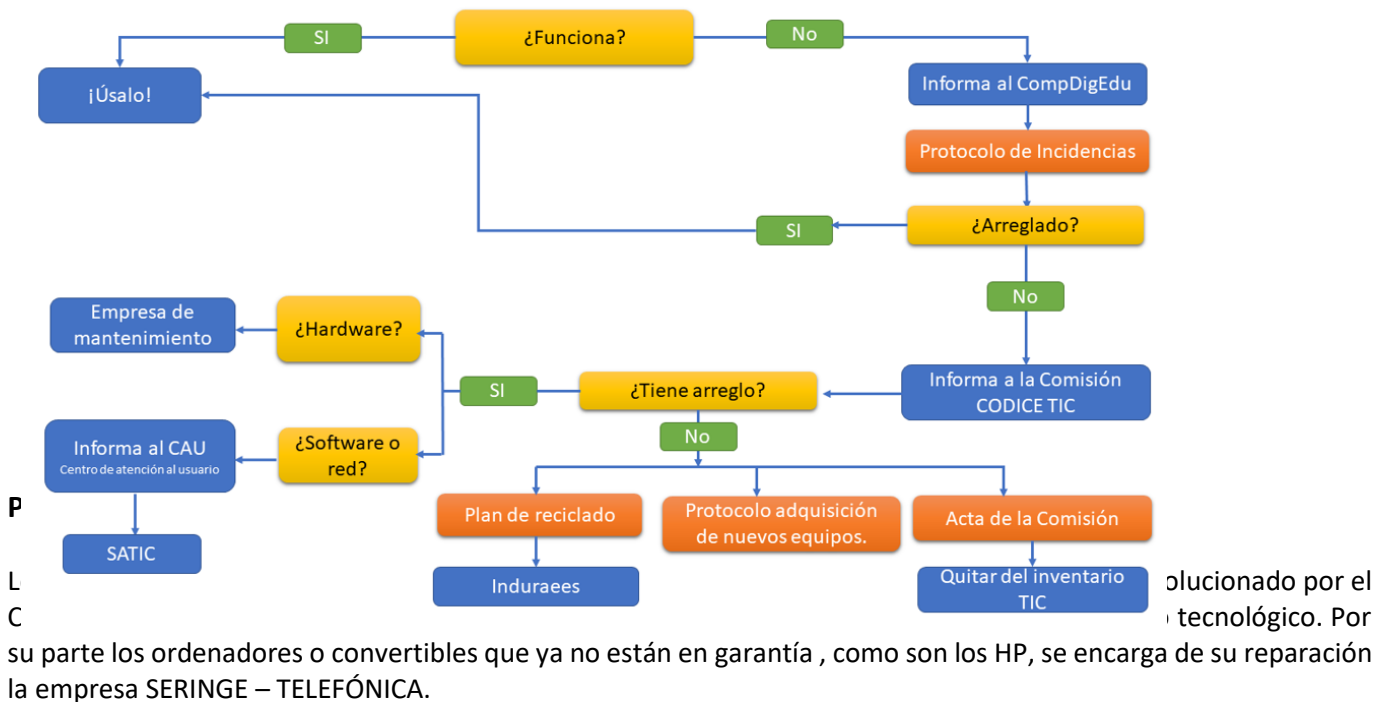 SI
¿Funciona?
No
¡Úsalo!
Informa al CompDigEdu
Protocolo de Incidencias
SI
¿Arreglado?
No
Empresa de
mantenimiento
¿Hardware?
SI
¿Tiene arreglo?
Informa a la Comisión
CODICE TIC
No
Informa al CAU
Centro de atención al usuario
¿Software o
red?
Plan de reciclado
Protocolo adquisición
de nuevos equipos.
Acta de la Comisión
P
SATIC
Induraees
Quitar del inventario
TIC
olucionado por el
C
tecnológico. Por
su parte los ordenadores o convertibles que ya no están en garantía , como son los HP, se encarga de su reparación
la empresa SERINGE – TELEFÓNICA.